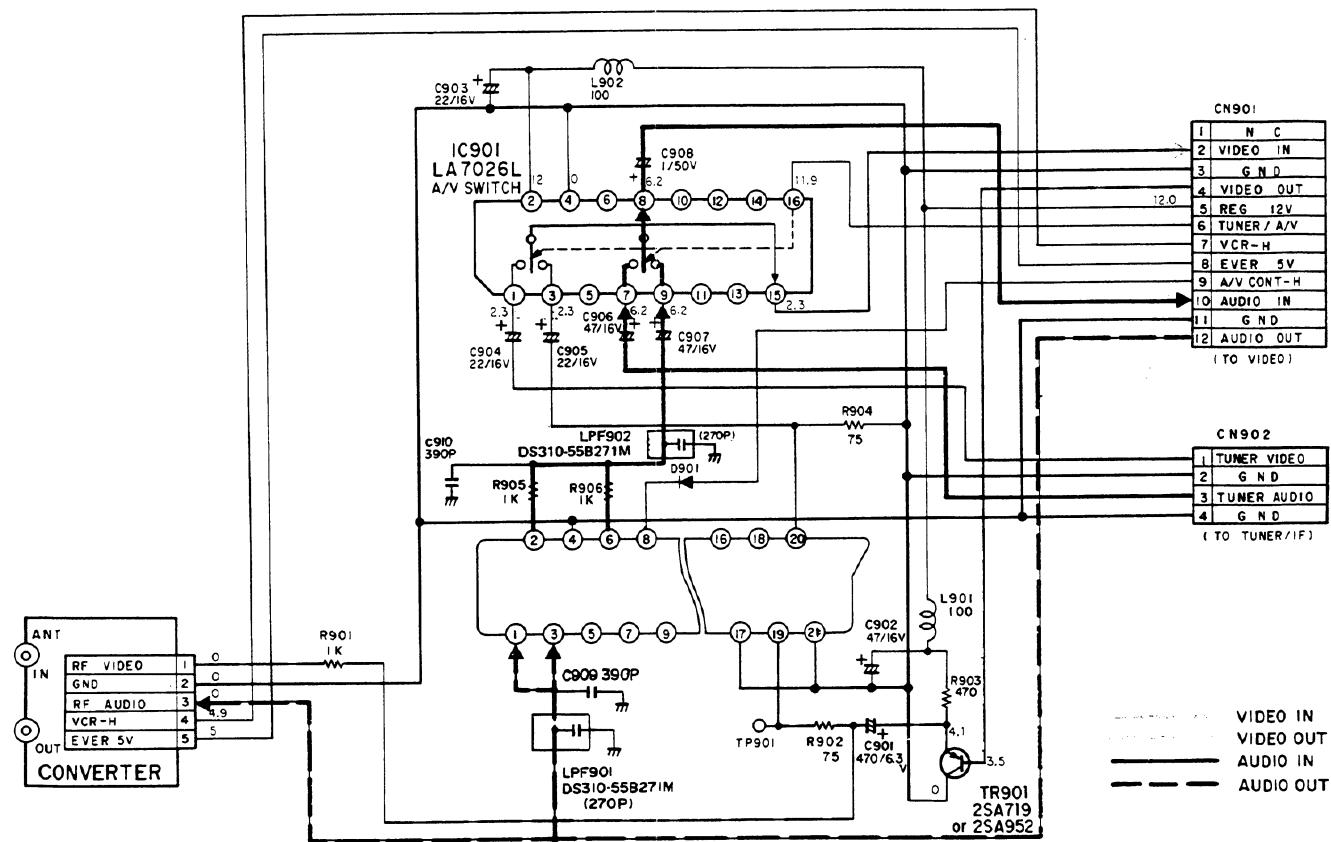 C903
22/16V
+
L902
100
CN901
1 N C
2 VIDEO IN
3 GND
4 VIDEO OUT
5 REG 12V
6 TUNER/A/V
7 VCR-H
8 EVER 5V
9 A/V CONT-H
10 AUDIO IN
11 GND
12 AUDIO OUT
(TO VIDEO)
12.0
IC901
LA7026L
A/V SWITCH
C908
1/50V
+
12 0 6.2 11.9
2 4 6 8 10 12 14 16
1 3 5 7 9 11 13 15
2.3 2.3 6.2 6.2 2.3
+ + +
C904
22/16V
C905
22/16V
C906
47/16V
C907
47/16V
R904
75
CN902
1 TUNER VIDEO
2 GND
3 TUNER AUDIO
4 GND
(TO TUNER/IF)
C910
390P
LPF902
DS310-55B271M
(270P)
R905
1K
R906
1K
D901
2 4 6 8 16 18 20
1 3 5 7 9 17 19
L901
100
C902
47/16V
+
R903
470
ANT
IN
OUT
RF VIDEO 1
GND 2
RF AUDIO 3
VCR-H 4
EVER 5V 5
CONVERTER
0
0
0
4.9
5
R901
1K
C909 390P
LPF901
DS310-55B271M
(270P)
TP901
R902
75
C901
470/6.3V
+
4.1
3.5
0
TR901
2SA719
or 2SA952
VIDEO IN
VIDEO OUT
AUDIO IN
AUDIO OUT